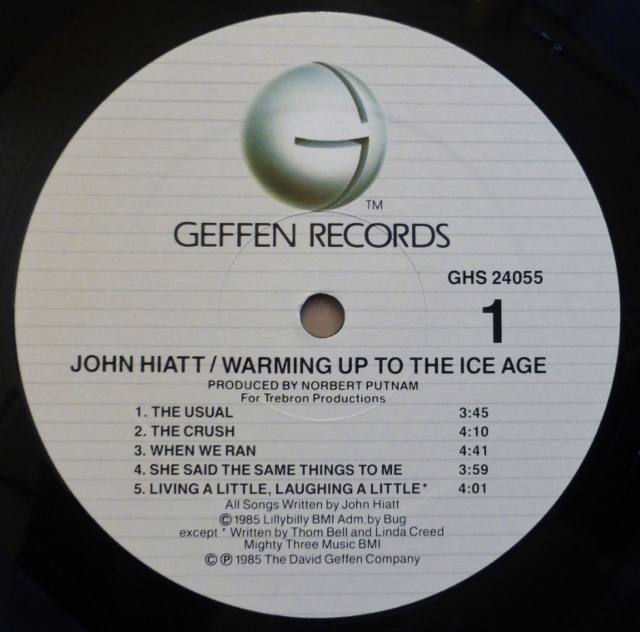 TM
GEFFEN RECORDS
GHS 24055
1
JOHN HIATT / WARMING UP TO THE ICE AGE
PRODUCED BY NORBERT PUTNAM
For Trebron Productions
1. THE USUAL 3:45
2. THE CRUSH 4:10
3. WHEN WE RAN 4:41
4. SHE SAID THE SAME THINGS TO ME 3:59
5. LIVING A LITTLE, LAUGHING A LITTLE* 4:01
All Songs Written by John Hiatt
© 1985 Lillybilly BMI Adm. by Bug
except * Written by Thom Bell and Linda Creed
Mighty Three Music BMI
© ℗ 1985 The David Geffen Company